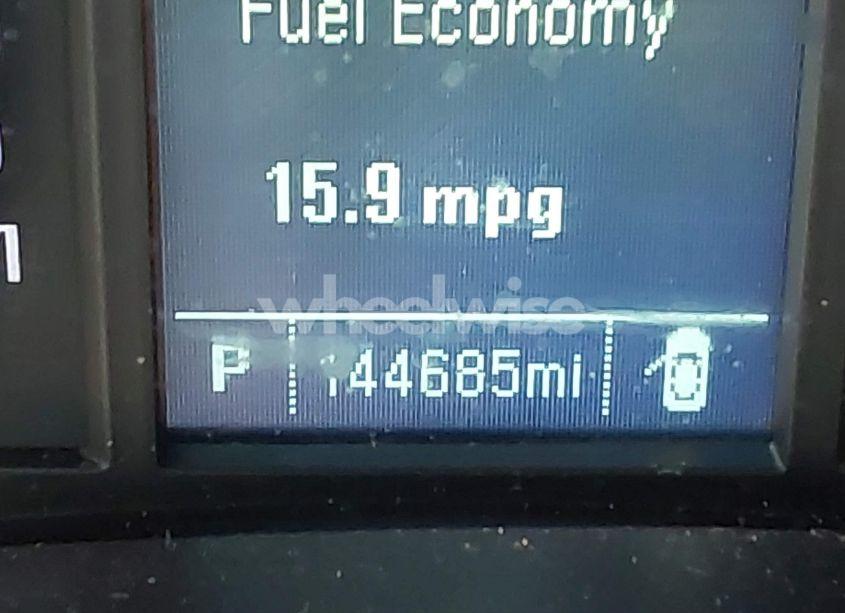 Fuel Economy
15.9 mpg
wheelwise
P 144685mi